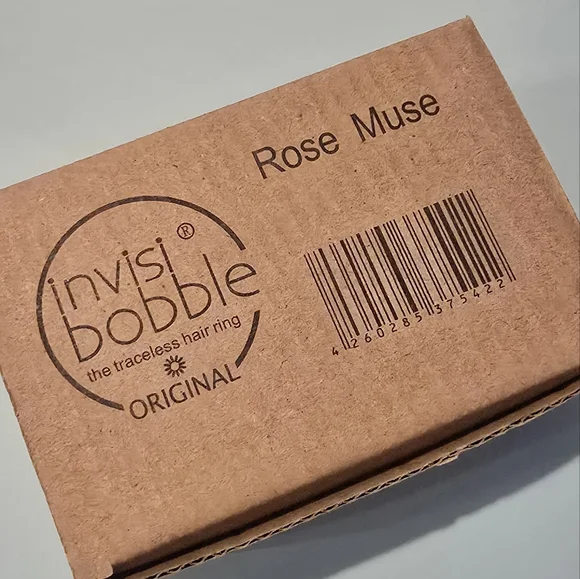 Rose Muse
invisi®
bobble
the traceless hair ring
ORIGINAL
4 260285 375422